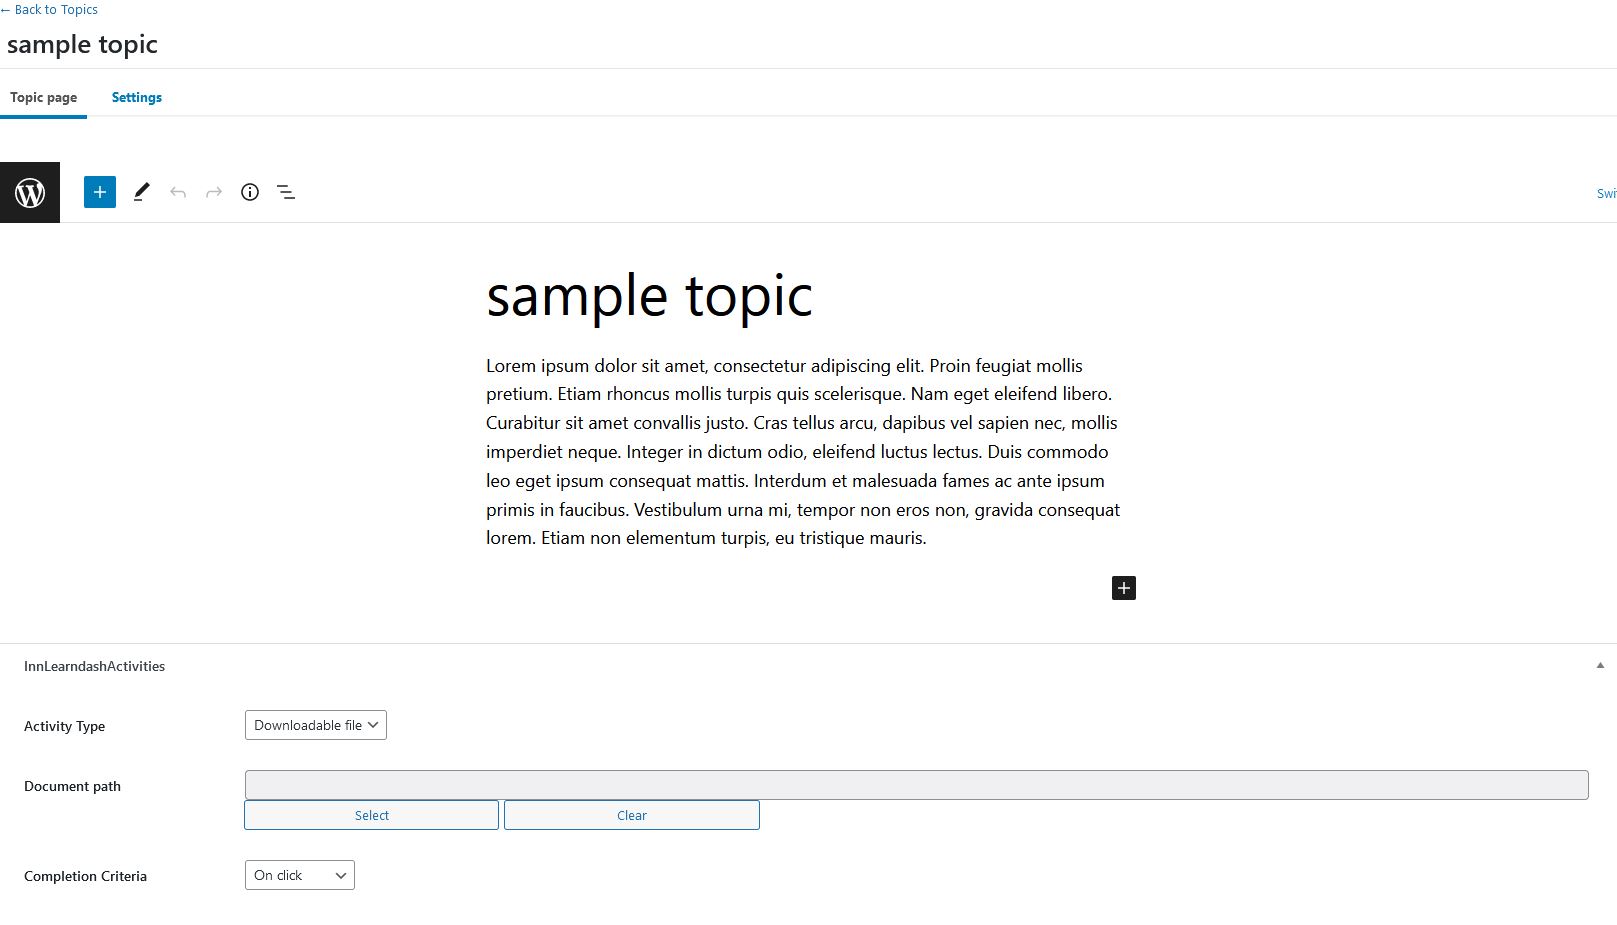 ← Back to Topics
sample topic
Topic page Settings
sample topic
Lorem ipsum dolor sit amet, consectetur adipiscing elit. Proin feugiat mollis
pretium. Etiam rhoncus mollis turpis quis scelerisque. Nam eget eleifend libero.
Curabitur sit amet convallis justo. Cras tellus arcu, dapibus vel sapien nec, mollis
imperdiet neque. Integer in dictum odio, eleifend luctus lectus. Duis commodo
leo eget ipsum consequat mattis. Interdum et malesuada fames ac ante ipsum
primis in faucibus. Vestibulum urna mi, tempor non eros non, gravida consequat
lorem. Etiam non elementum turpis, eu tristique mauris.
InnLearndashActivities
Activity Type Downloadable file
Document path
Select Clear
Completion Criteria On click